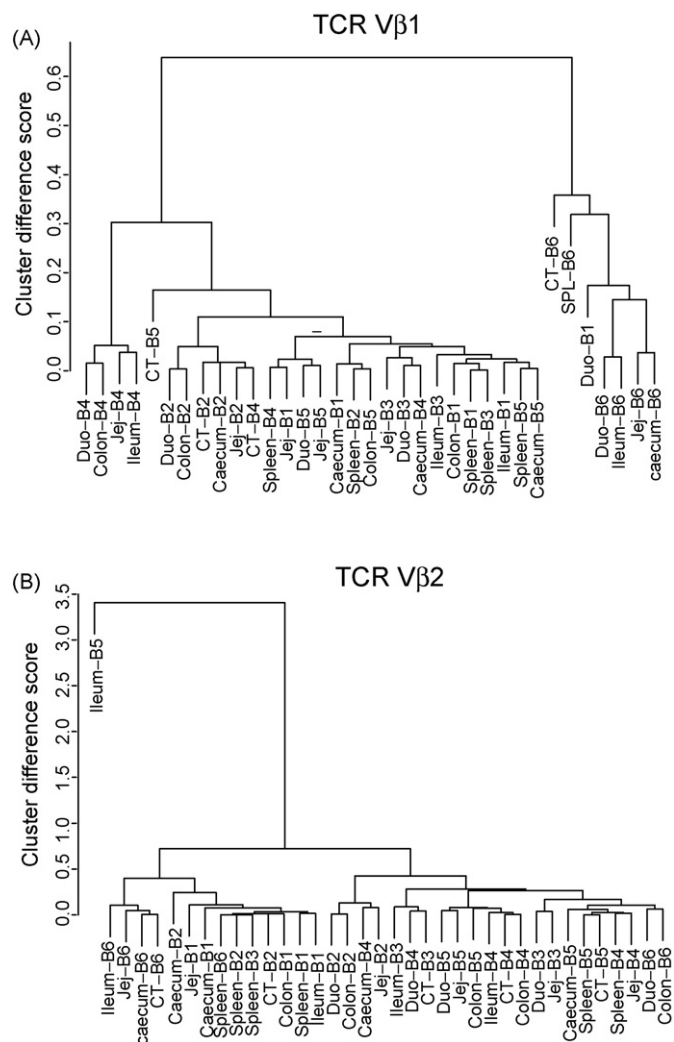 (A)
TCR Vβ1
Cluster difference score
0.0 0.1 0.2 0.3 0.4 0.5 0.6
Duo–B4
Colon–B4
Jej–B4
Ileum–B4
CT–B5
Duo–B2
Colon–B2
CT–B2
Caecum–B2
Jej–B2
CT–B4
Spleen–B4
Jej–B1
Duo–B5
Jej–B5
Caecum–B1
Spleen–B2
Colon–B5
Jej–B3
Duo–B3
Caecum–B4
Ileum–B3
Colon–B1
Spleen–B1
Spleen–B3
Ileum–B1
Spleen–B5
Caecum–B5
CT–B6
SPL–B6
Duo–B1
Duo–B6
Ileum–B6
Jej–B6
caecum–B6
(B)
TCR Vβ2
Cluster difference score
0.0 0.5 1.0 1.5 2.0 2.5 3.0 3.5
Ileum–B5
Ileum–B6
Jej–B6
caecum–B6
CT–B6
Caecum–B2
Jej–B1
Caecum–B1
Spleen–B6
Spleen–B2
Spleen–B3
CT–B2
Colon–B1
Spleen–B1
Ileum–B1
Duo–B2
Colon–B2
Caecum–B4
Jej–B2
Ileum–B3
Duo–B4
CT–B3
Duo–B5
Jej–B5
Colon–B5
Ileum–B4
CT–B4
Colon–B4
Duo–B3
Jej–B3
Caecum–B5
Spleen–B5
CT–B5
Spleen–B4
Jej–B4
Duo–B6
Colon–B6